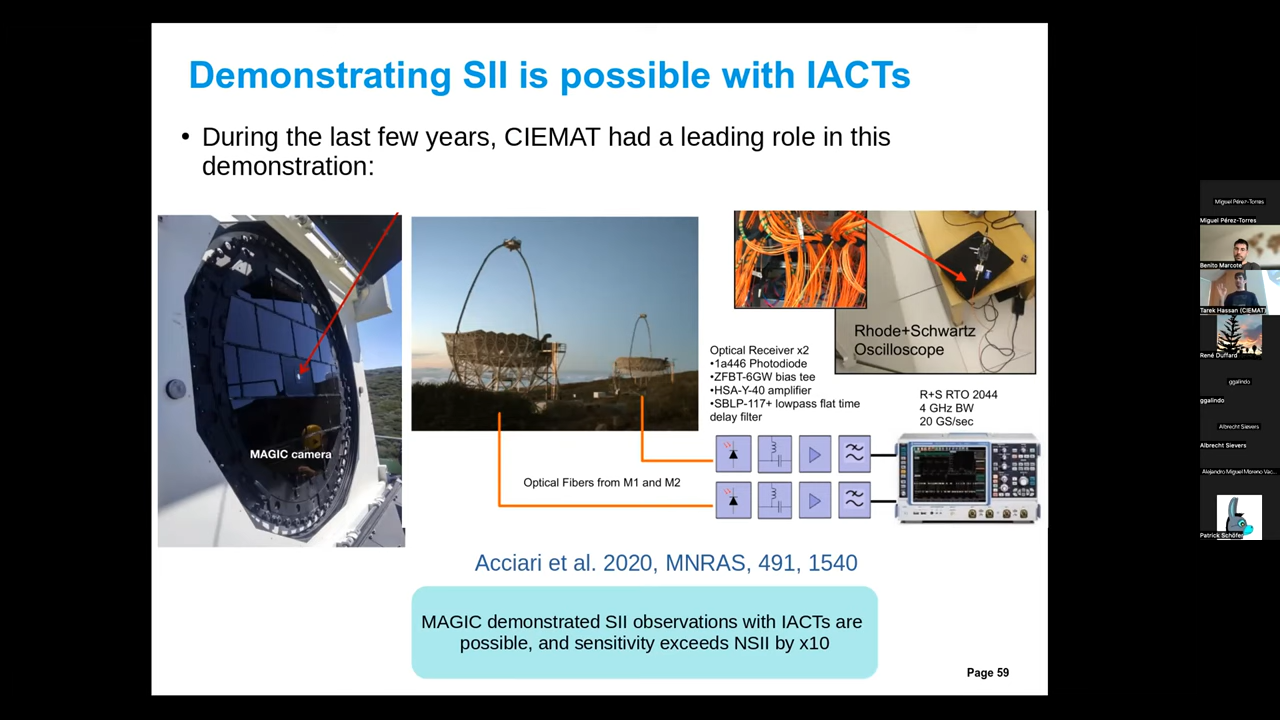 Demonstrating SII is possible with IACTs
• During the last few years, CIEMAT had a leading role in this
demonstration:
MAGIC camera
Rhode+Schwartz
Oscilloscope
Optical Receiver x2
•1a446 Photodiode
•ZFBT-6GW bias tee
•HSA-Y-40 amplifier
•SBLP-117+ lowpass flat time
delay filter
R+S RTO 2044
4 GHz BW
20 GS/sec
Optical Fibers from M1 and M2
Acciari et al. 2020, MNRAS, 491, 1540
MAGIC demonstrated SII observations with IACTs are
possible, and sensitivity exceeds NSII by x10
Page 59
Miguel Pérez-Torres
Miguel Pérez-Torres
Benito Marcote
Tarek Hassan (CIEMAT)
René Duffard
ggalindo
ggalindo
Albrecht Sievers
Albrecht Sievers
Alejandro Miguel Moreno Vac...
Patrick Schöfer